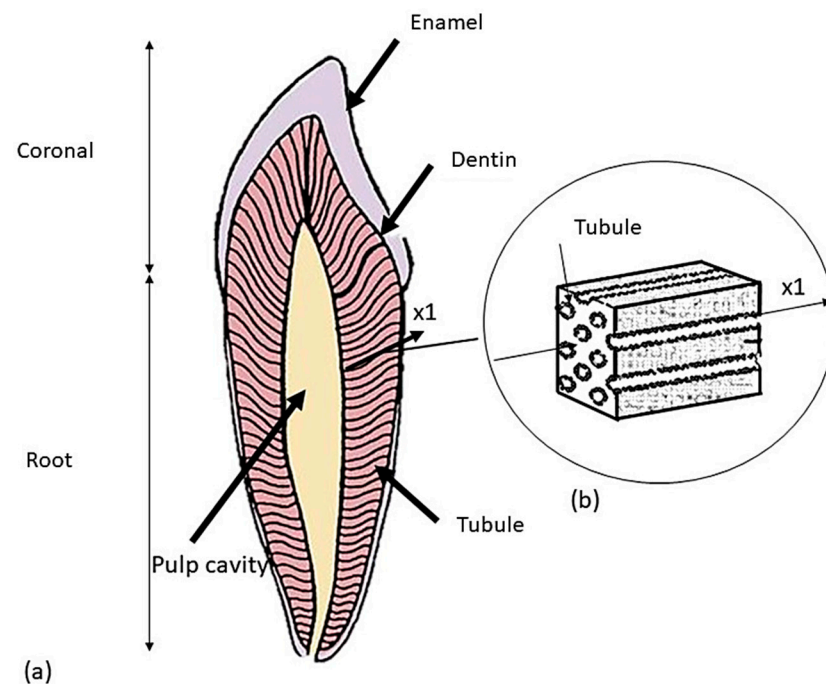 Enamel
Coronal
Dentin
Tubule
x1
x1
Root
(b)
Tubule
Pulp cavity
(a)